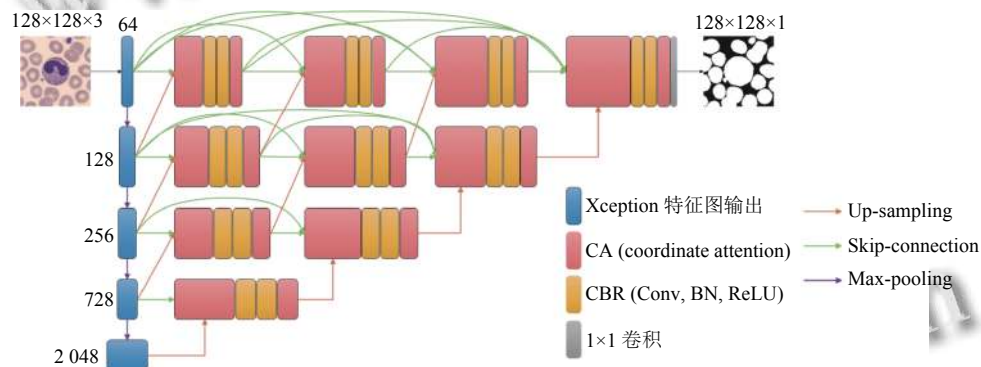 128×128×3
64
128×128×1
128
256
728
2 048
Xception 特征图输出
CA (coordinate attention)
CBR (Conv, BN, ReLU)
1×1 卷积
Up-sampling
Skip-connection
Max-pooling